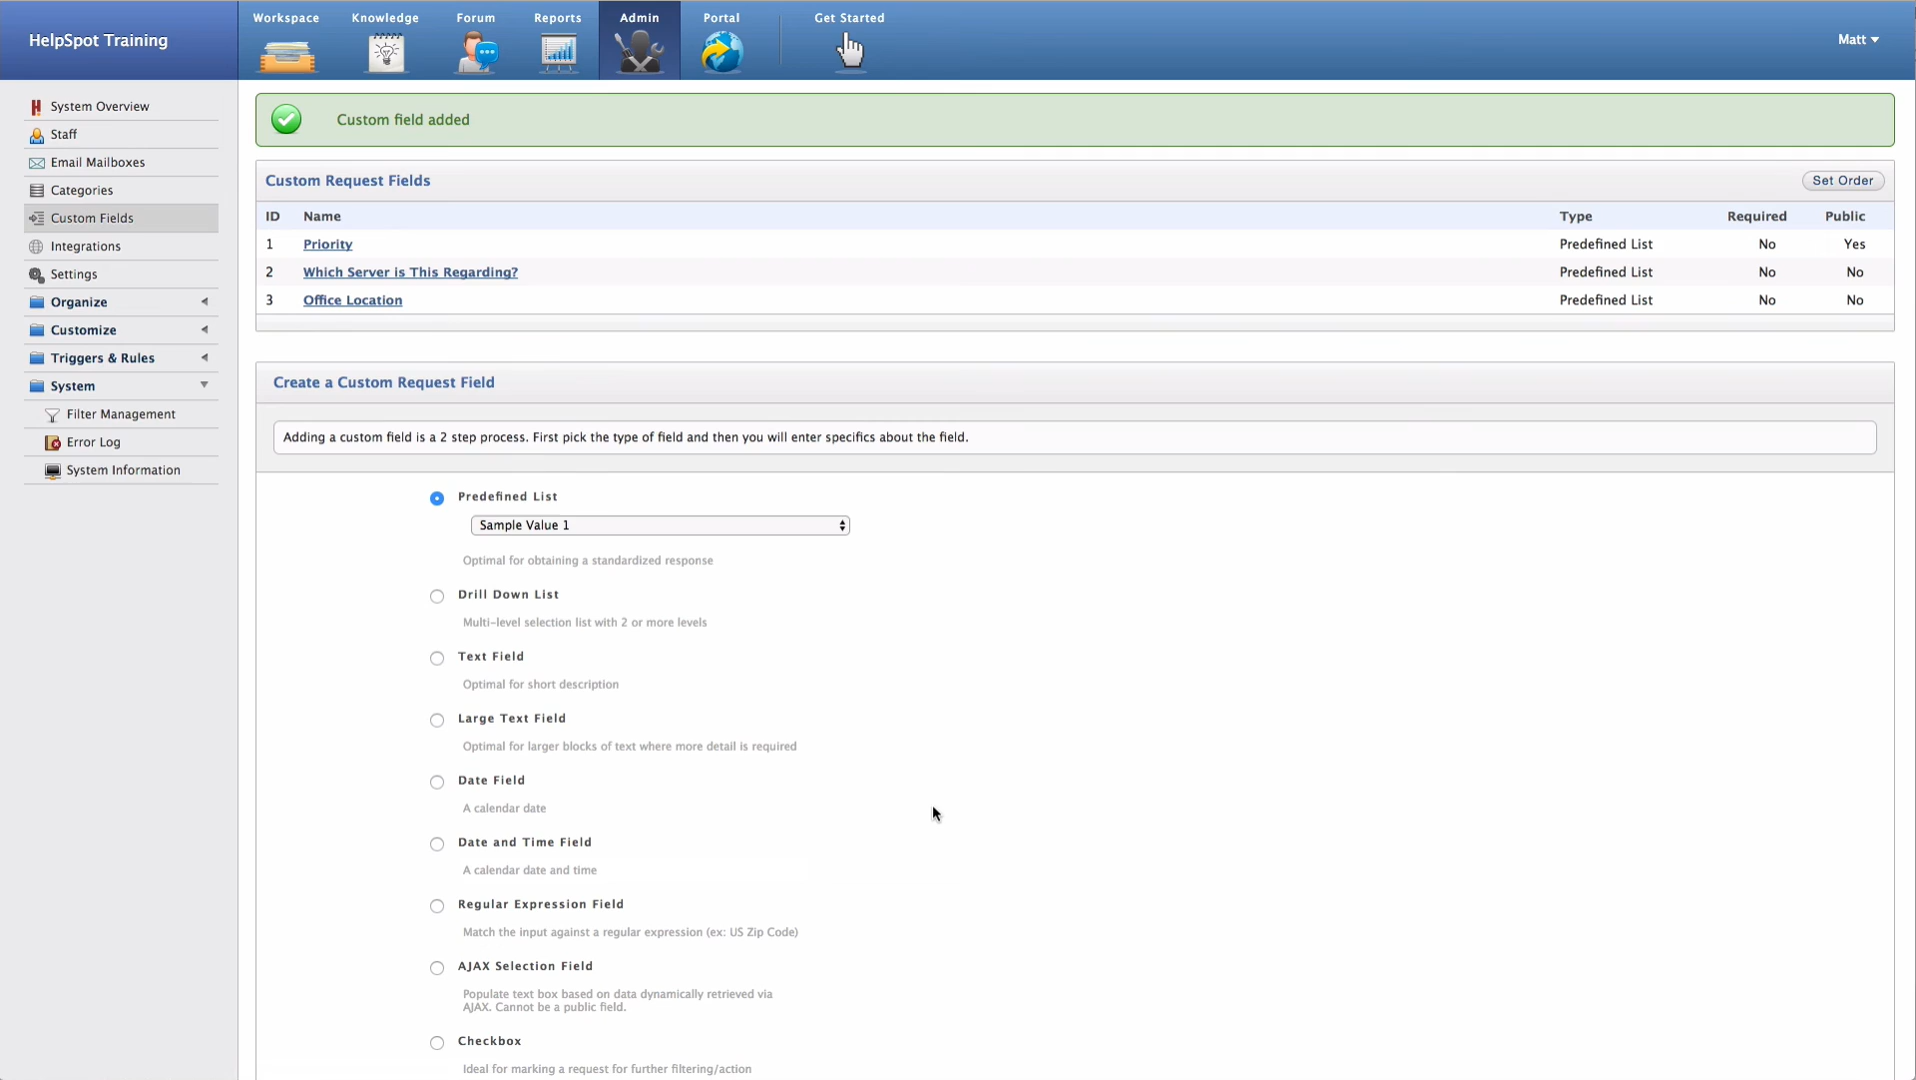 HelpSpot Training
Workspace
Knowledge
Forum
Reports
Admin
Portal
Get Started
Matt
System Overview
Staff
Email Mailboxes
Categories
Custom Fields
Integrations
Settings
Organize
Customize
Triggers & Rules
System
Filter Management
Error Log
System Information
Custom field added
Custom Request Fields
Set Order
ID Name Type Required Public
1 Priority Predefined List No Yes
2 Which Server is This Regarding? Predefined List No No
3 Office Location Predefined List No No
Create a Custom Request Field
Adding a custom field is a 2 step process. First pick the type of field and then you will enter specifics about the field.
Predefined List
Sample Value 1
Optimal for obtaining a standardized response
Drill Down List
Multi-level selection list with 2 or more levels
Text Field
Optimal for short description
Large Text Field
Optimal for larger blocks of text where more detail is required
Date Field
A calendar date
Date and Time Field
A calendar date and time
Regular Expression Field
Match the input against a regular expression (ex: US Zip Code)
AJAX Selection Field
Populate text box based on data dynamically retrieved via
AJAX. Cannot be a public field.
Checkbox
Ideal for marking a request for further filtering/action